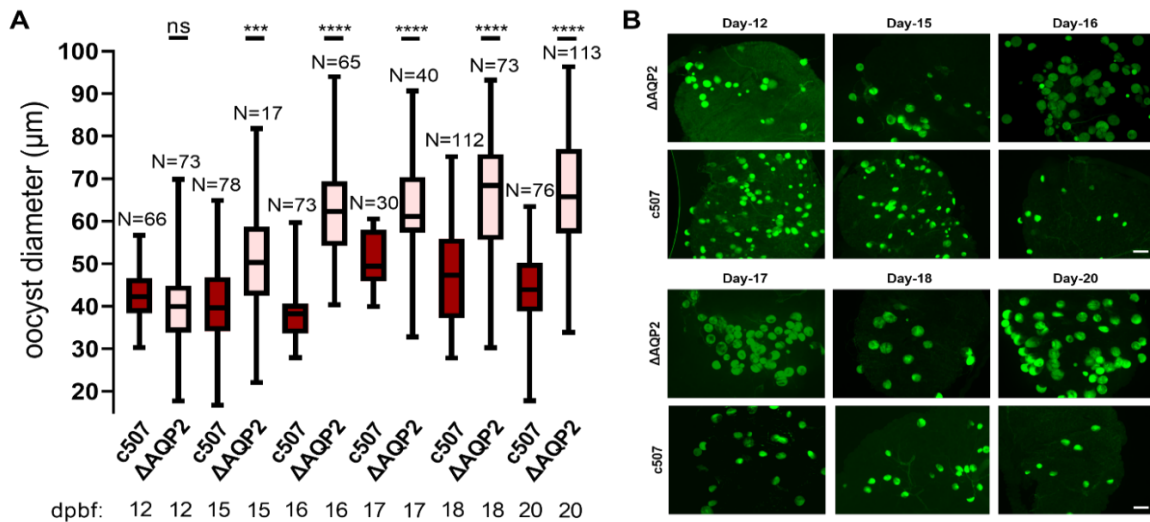 A
ns
***
****
****
****
****
100
90
80
70
60
50
40
30
20
oocyst diameter (µm)
N=66
N=73
N=78
N=17
N=73
N=65
N=30
N=40
N=112
N=73
N=76
N=113
c507
ΔAQP2
c507
ΔAQP2
c507
ΔAQP2
c507
ΔAQP2
c507
ΔAQP2
c507
ΔAQP2
dpbf: 12 12 15 15 16 16 17 17 18 18 20 20
B
Day-12 Day-15 Day-16
ΔAQP2
c507
Day-17 Day-18 Day-20
ΔAQP2
c507